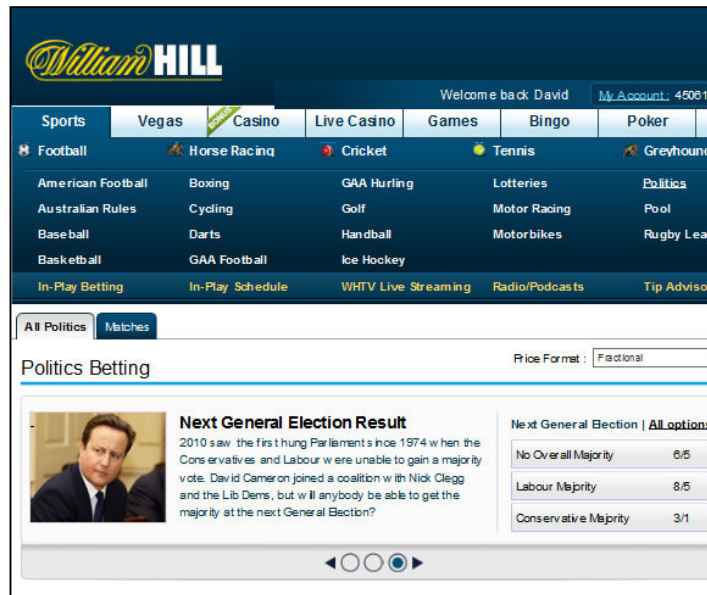 William HILL
Welcome back David My Account: 45061
Sports Vegas BONUS Casino Live Casino Games Bingo Poker
Football Horse Racing Cricket Tennis Greyhoun
American Football Boxing GAA Hurling Lotteries Politics
Australian Rules Cycling Golf Motor Racing Pool
Baseball Darts Handball Motorbikes Rugby Lea
Basketball GAA Football Ice Hockey
In-Play Betting In-Play Schedule WHTV Live Streaming Radio/Podcasts Tip Adviso
All Politics Matches
Politics Betting
Price Format : Fractional
Next General Election Result
2010 saw the first hung Parliament since 1974 when the
Conservatives and Labour were unable to gain a majority
vote. David Cameron joined a coalition with Nick Clegg
and the Lib Dems, but will anybody be able to get the
majority at the next General Election?
Next General Election | All options
No Overall Majority 6/5
Labour Majority 8/5
Conservative Majority 3/1